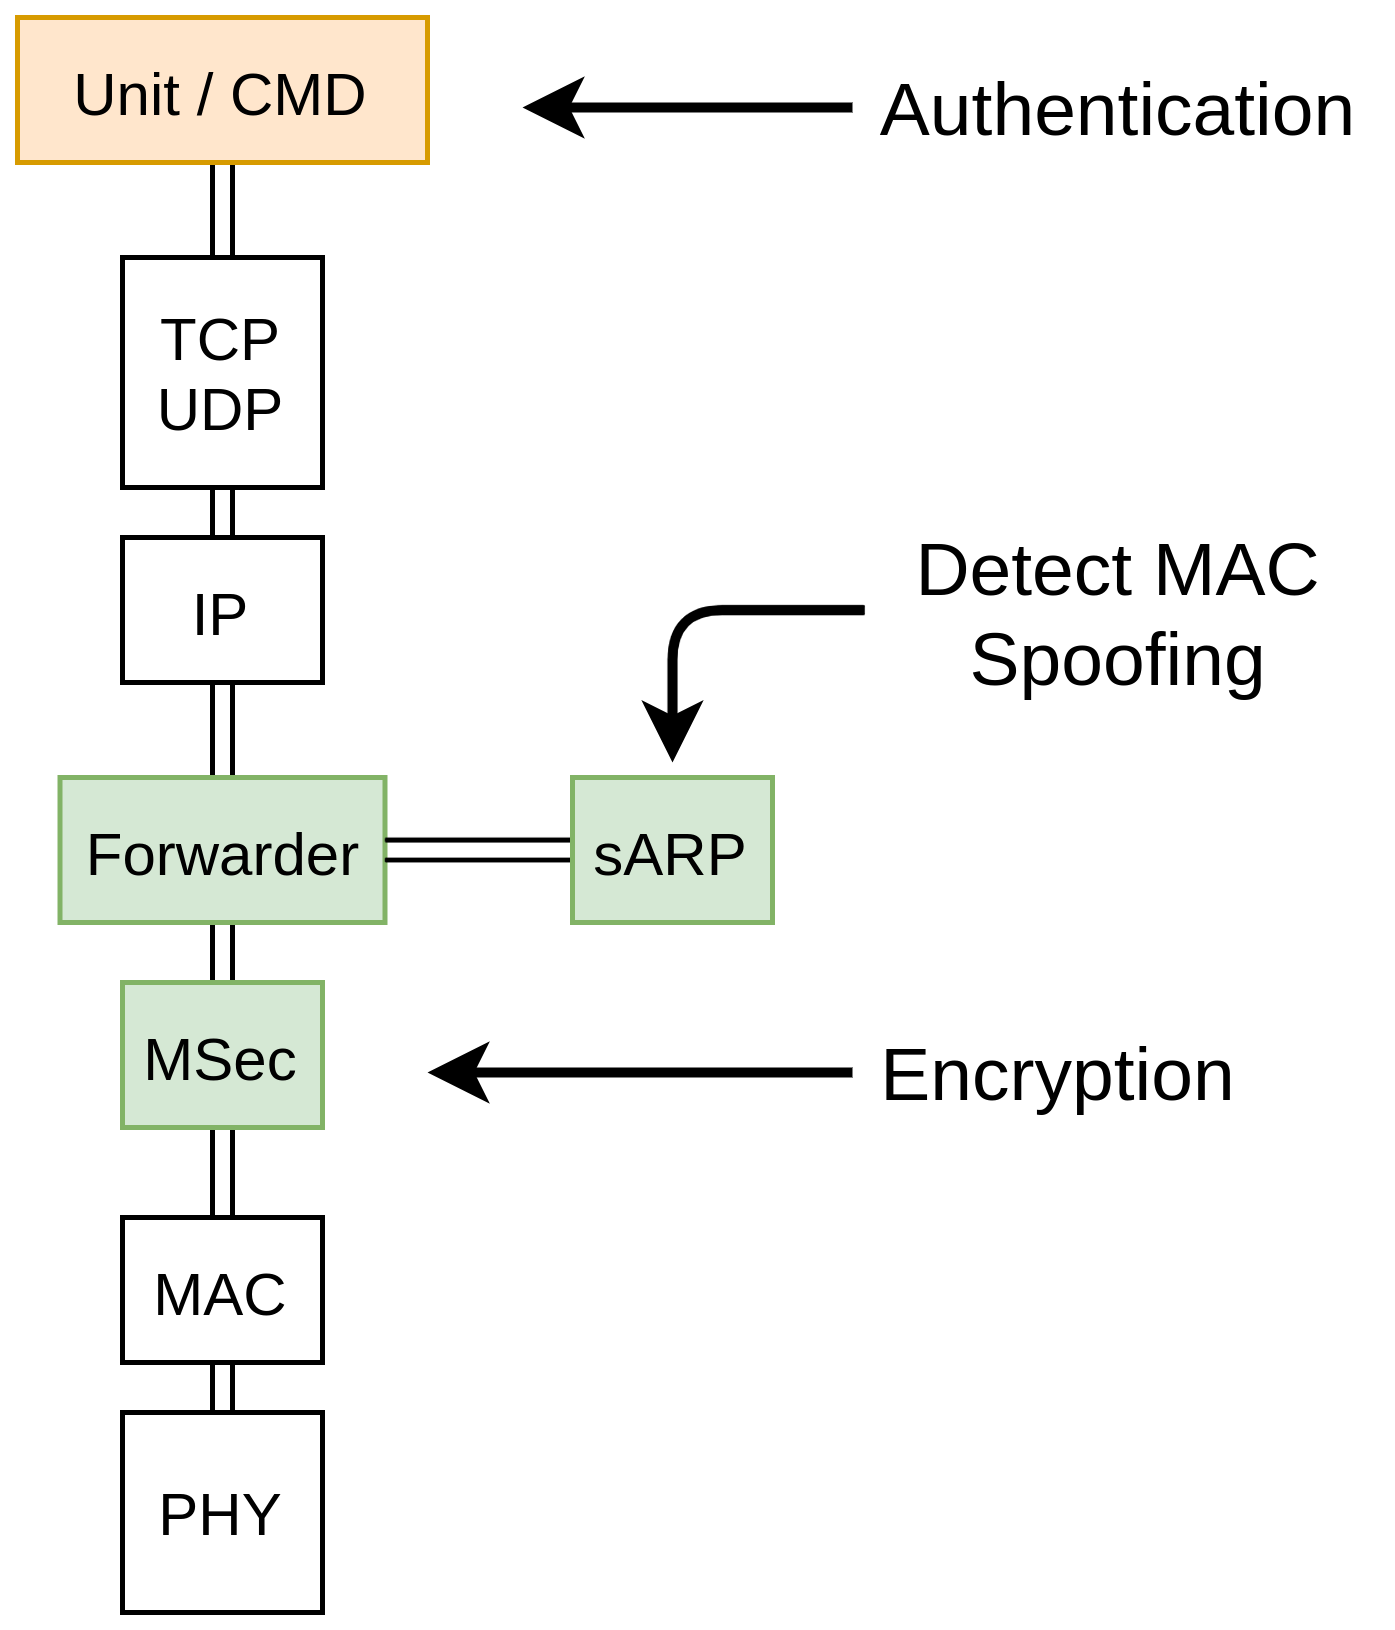 Unit / CMD
Authentication
TCP
UDP
IP
Detect MAC
Spoofing
Forwarder
sARP
MSec
Encryption
MAC
PHY